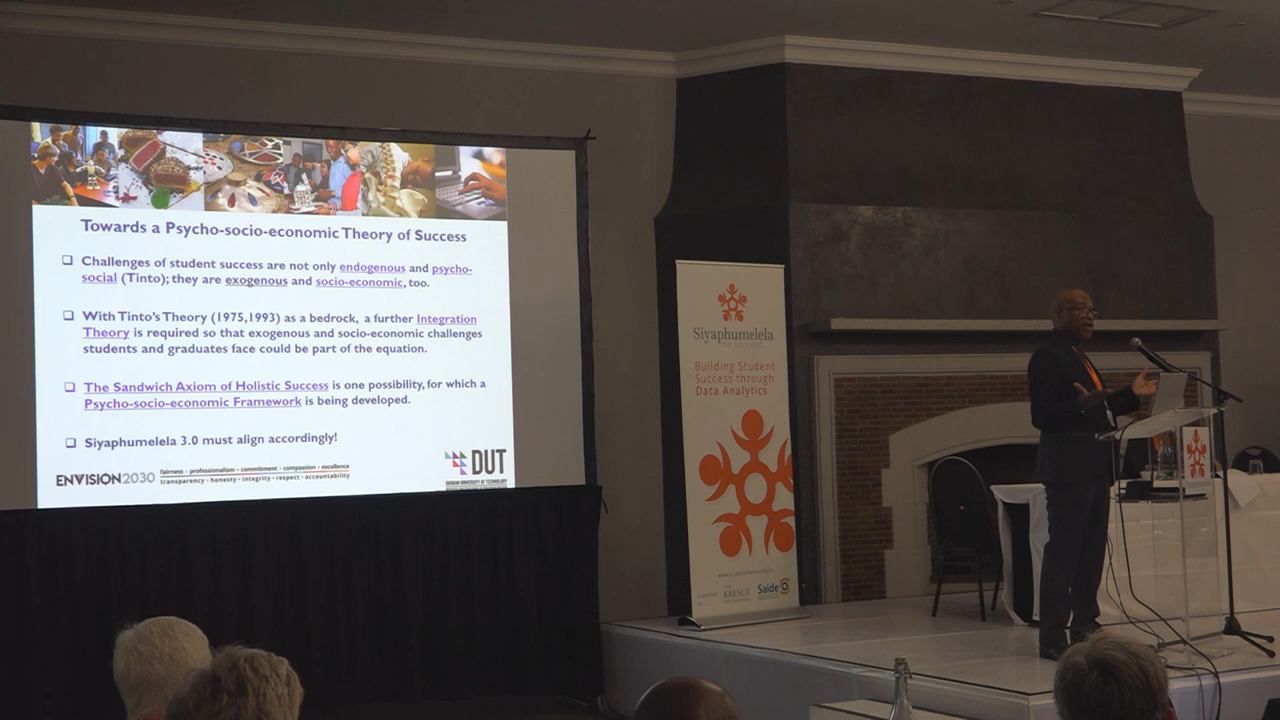 Towards a Psycho-socio-economic Theory of Success
❑ Challenges of student success are not only endogenous and psycho-
social (Tinto); they are exogenous and socio-economic, too.
❑ With Tinto's Theory (1975,1993) as a bedrock, a further Integration
Theory is required so that exogenous and socio-economic challenges
students and graduates face could be part of the equation.
❑ The Sandwich Axiom of Holistic Success is one possibility, for which a
Psycho-socio-economic Framework is being developed.
❑ Siyaphumelela 3.0 must align accordingly!
ENVISION2030
fairness • professionalism • commitment • compassion • excellence
transparency • honesty • integrity • respect • accountability
DUT
DURBAN UNIVERSITY OF TECHNOLOGY
Siyaphumelela
Building Student
Success through
Data Analytics
KRESGE
Saide